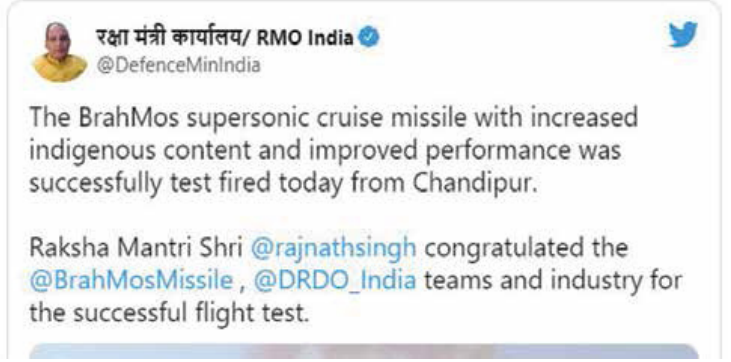 रक्षा मंत्री कार्यालय/ RMO India
@DefenceMinIndia
The BrahMos supersonic cruise missile with increased
indigenous content and improved performance was
successfully test fired today from Chandipur.
Raksha Mantri Shri @rajnathsingh congratulated the
@BrahMosMissile , @DRDO_India teams and industry for
the successful flight test.